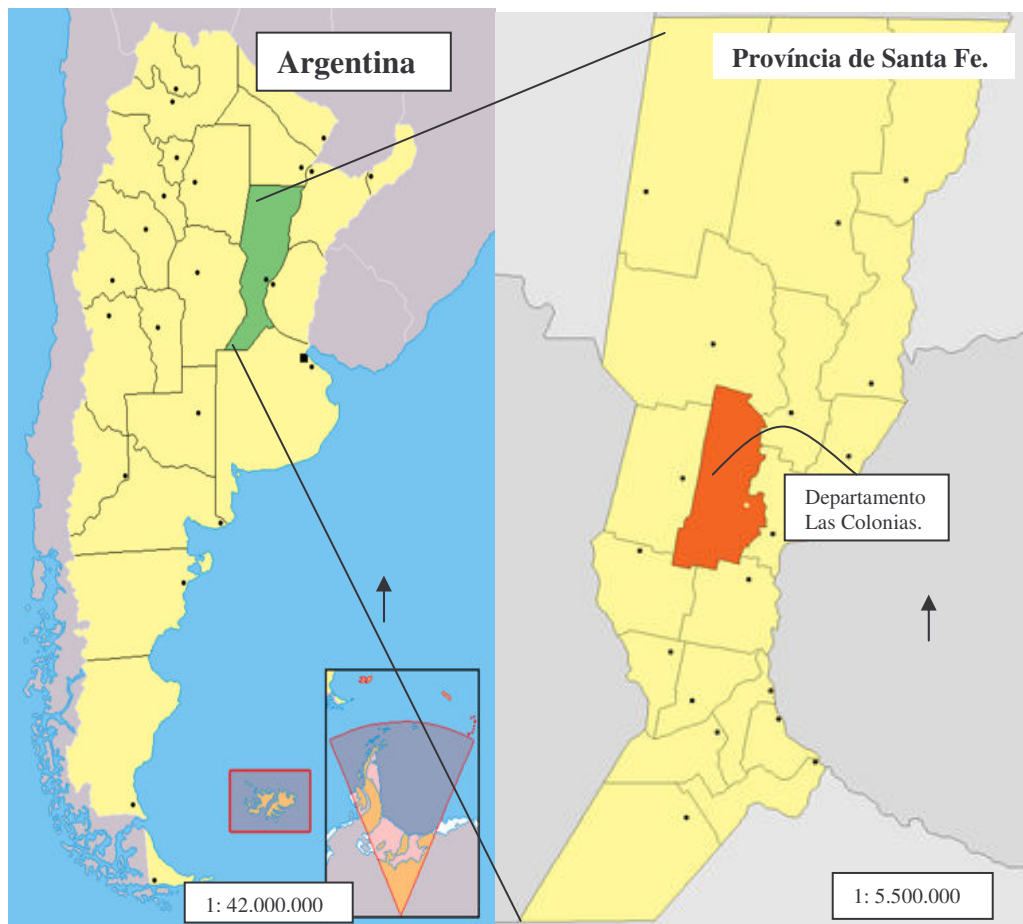 Argentina
Província de Santa Fe.
Departamento
Las Colonias.
1: 42.000.000
1: 5.500.000